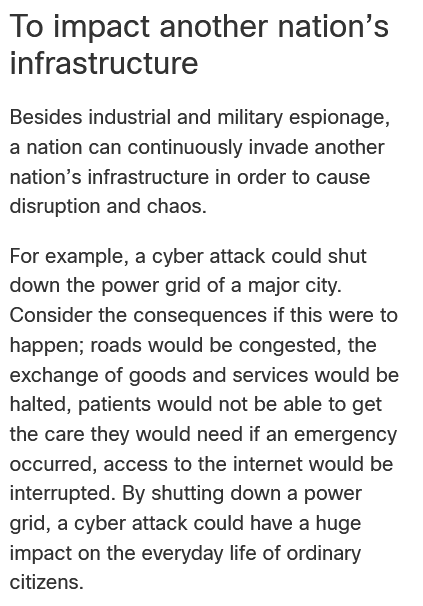 To impact another nation’s
infrastructure
Besides industrial and military espionage,
a nation can continuously invade another
nation’s infrastructure in order to cause
disruption and chaos.
For example, a cyber attack could shut
down the power grid of a major city.
Consider the consequences if this were to
happen; roads would be congested, the
exchange of goods and services would be
halted, patients would not be able to get
the care they would need if an emergency
occurred, access to the internet would be
interrupted. By shutting down a power
grid, a cyber attack could have a huge
impact on the everyday life of ordinary
citizens.